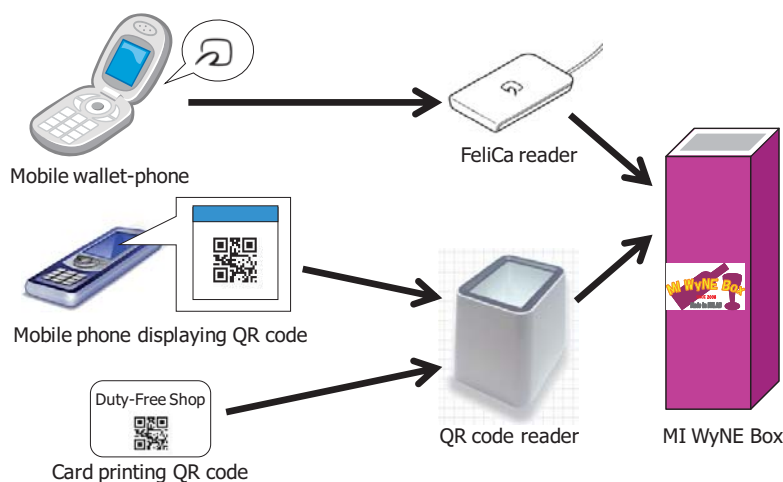 Mobile wallet-phone
FeliCa reader
Mobile phone displaying QR code
MI WyNE Box
Duty-Free Shop
Card printing QR code
QR code reader
MI WyNE Box